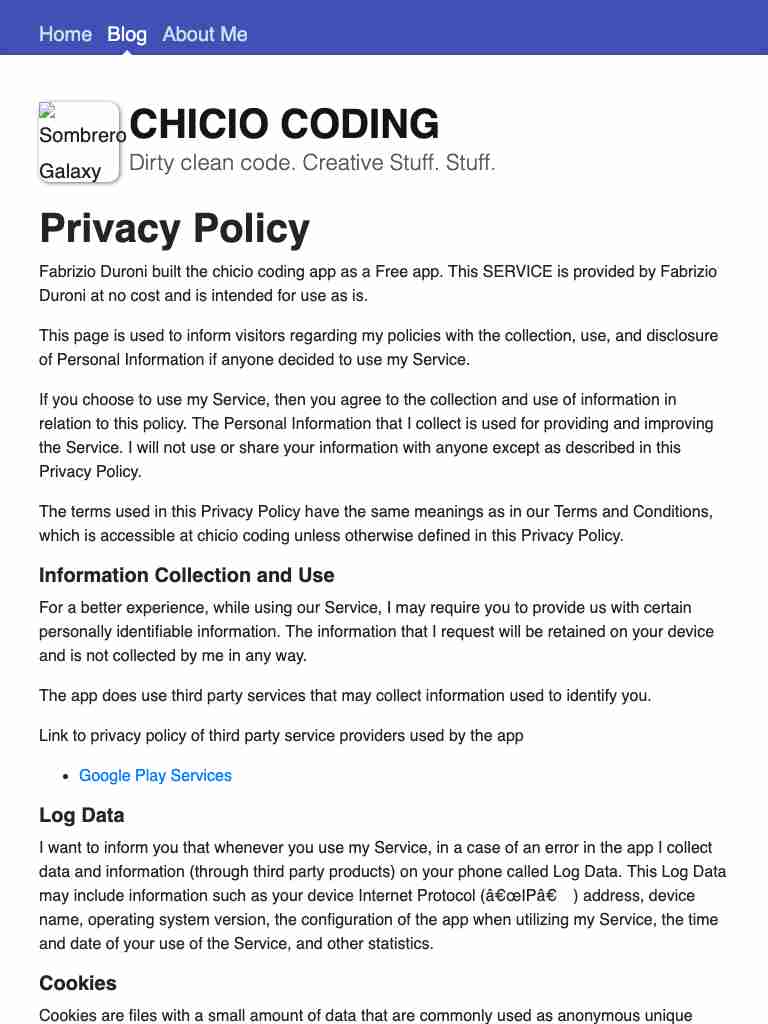 Home Blog About Me
Sombrero
Galaxy
CHICIO CODING
Dirty clean code. Creative Stuff. Stuff.
Privacy Policy
Fabrizio Duroni built the chicio coding app as a Free app. This SERVICE is provided by Fabrizio
Duroni at no cost and is intended for use as is.
This page is used to inform visitors regarding my policies with the collection, use, and disclosure
of Personal Information if anyone decided to use my Service.
If you choose to use my Service, then you agree to the collection and use of information in
relation to this policy. The Personal Information that I collect is used for providing and improving
the Service. I will not use or share your information with anyone except as described in this
Privacy Policy.
The terms used in this Privacy Policy have the same meanings as in our Terms and Conditions,
which is accessible at chicio coding unless otherwise defined in this Privacy Policy.
Information Collection and Use
For a better experience, while using our Service, I may require you to provide us with certain
personally identifiable information. The information that I request will be retained on your device
and is not collected by me in any way.
The app does use third party services that may collect information used to identify you.
Link to privacy policy of third party service providers used by the app
• Google Play Services
Log Data
I want to inform you that whenever you use my Service, in a case of an error in the app I collect
data and information (through third party products) on your phone called Log Data. This Log Data
may include information such as your device Internet Protocol (â€œIPâ€ ) address, device
name, operating system version, the configuration of the app when utilizing my Service, the time
and date of your use of the Service, and other statistics.
Cookies
Cookies are files with a small amount of data that are commonly used as anonymous unique